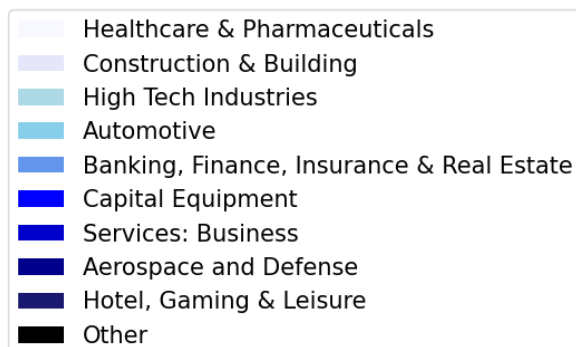 Healthcare & Pharmaceuticals
Construction & Building
High Tech Industries
Automotive
Banking, Finance, Insurance & Real Estate
Capital Equipment
Services: Business
Aerospace and Defense
Hotel, Gaming & Leisure
Other